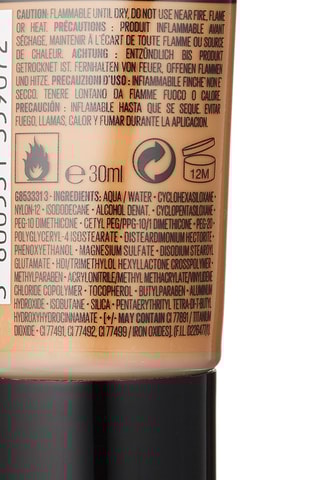 CAUTION: FLAMMABLE UNTIL DRY, DO NOT USE NEAR FIRE, FLAME
OR HEAT. PRÉCAUTIONS : PRODUIT INFLAMMABLE AVANT
SÉCHAGE, MAINTENIR À L'ÉCART DE TOUTE FLAMME OU SOURCE
DE CHALEUR. ACHTUNG : ENTZÜNDLICH BIS PRODUKT
GETROCKNET IST. FERNHALTEN VON FEUER, OFFENEN FLAMMEN
UND HITZE. PRECAUZIONI D'USO: INFIAMMABILE FINCHE' NON E'
SECCO, TENERE LONTANO DA FIAMME FUOCO O CALORE.
PRECAUCIÓN : INFLAMABLE HASTA QUE SE SEQUE. EVITAR
FUEGO, LLAMAS, CALOR Y FUMAR DURANTE LA APLICACIÓN.
℮ 30ml
12M
G853331 3 - INGREDIENTS: AQUA / WATER • CYCLOHEXASILOXANE •
NYLON-12 • ISODODECANE • ALCOHOL DENAT. • CYCLOPENTASILOXANE •
PEG-10 DIMETHICONE • CETYL PEG/PPG-10/1 DIMETHICONE • PEG-20 •
POLYGLYCERYL-4 ISOSTEARATE • DISTEARDIMONIUM HECTORITE •
PHENOXYETHANOL • MAGNESIUM SULFATE • DISODIUM STEAROYL
GLUTAMATE • HDI/TRIMETHYLOL HEXYLLACTONE CROSSPOLYMER •
METHYLPARABEN • ACRYLONITRILE/METHYL METHACRYLATE/VINYLIDENE
CHLORIDE COPOLYMER • TOCOPHEROL • BUTYLPARABEN • ALUMINUM
HYDROXIDE • ISOBUTANE • SILICA • PENTAERYTHRITYL TETRA-DI-T-BUTYL
HYDROXYHYDROCINNAMATE • [+/- MAY CONTAIN CI 77891 / TITANIUM
DIOXIDE • CI 77491, CI 77492, CI 77499 / IRON OXIDES].